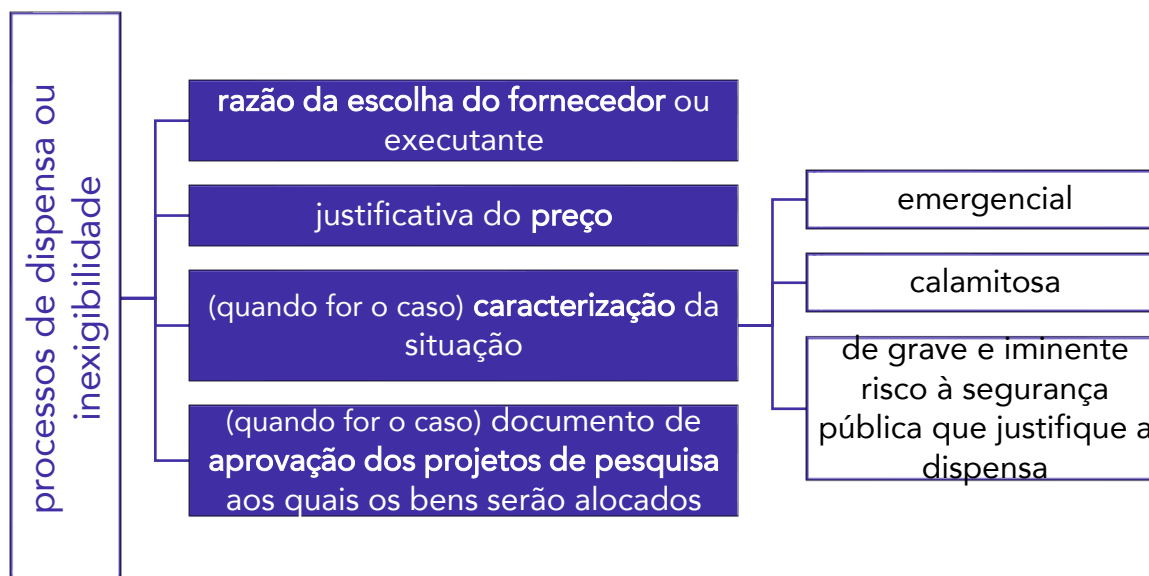 processos de dispensa ou
inexigibilidade
razão da escolha do fornecedor ou
executante
justificativa do preço
(quando for o caso) caracterização da
situação
(quando for o caso) documento de
aprovação dos projetos de pesquisa
aos quais os bens serão alocados
emergencial
calamitosa
de grave e iminente
risco à segurança
pública que justifique a
dispensa